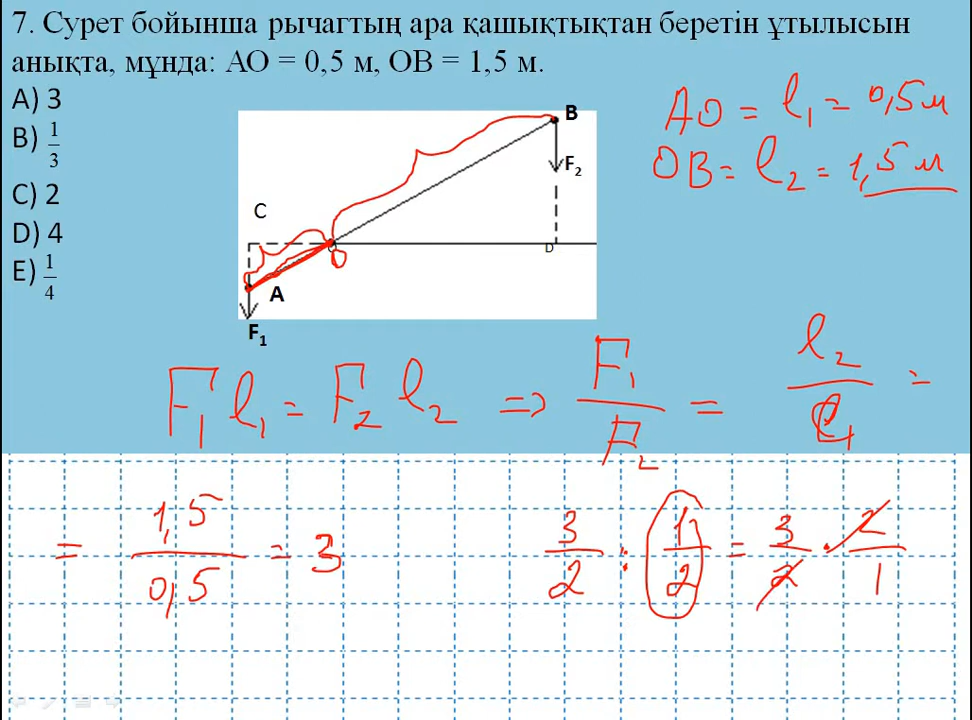 7. Сурет бойынша рычагтың ара қашықтықтан беретін ұтылысын
анықта, мұнда: АО = 0,5 м, ОВ = 1,5 м.
A) 3
B) 1/3
C) 2
D) 4
E) 1/4
B
F₂
C
O
D
A
F₁
AO = l₁ = 0,5 м
OB = l₂ = 1,5 м
F₁ l₁ = F₂ l₂ => F₁/F₂ = l₂/l₁ =
= 1,5/0,5 = 3
3/2 : 1/2 = 3/2 · 2/1